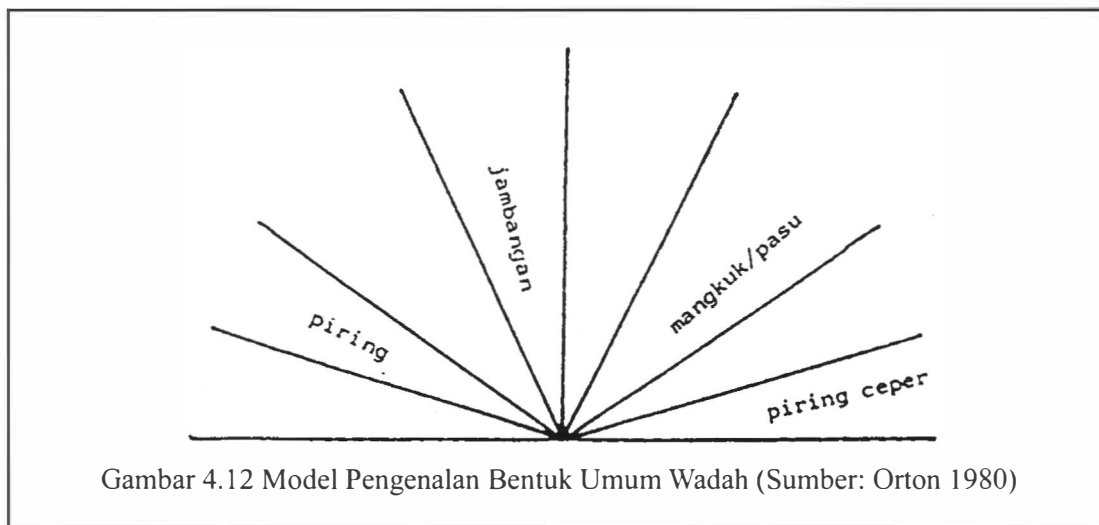 jambangan
mangkuk/pasu
piring
piring ceper
Gambar 4.12 Model Pengenalan Bentuk Umum Wadah (Sumber: Orton 1980)